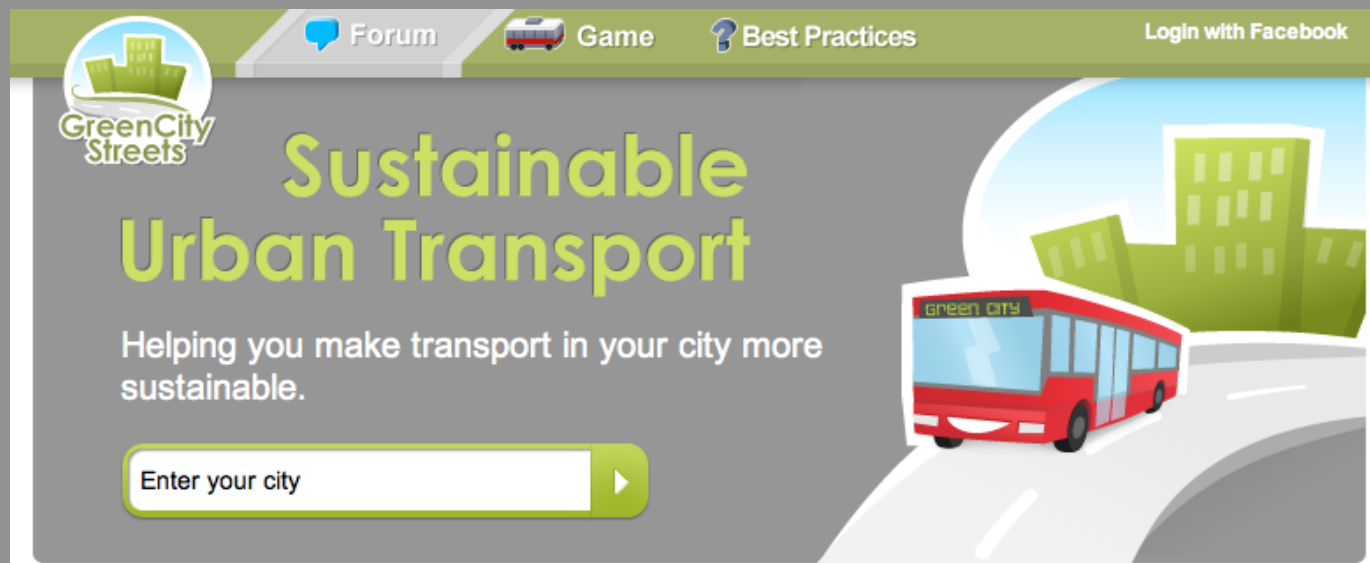 Forum
Game
Best Practices
Login with Facebook
GreenCity
Streets
Sustainable
Urban Transport
Helping you make transport in your city more
sustainable.
Enter your city
GREEN CITY